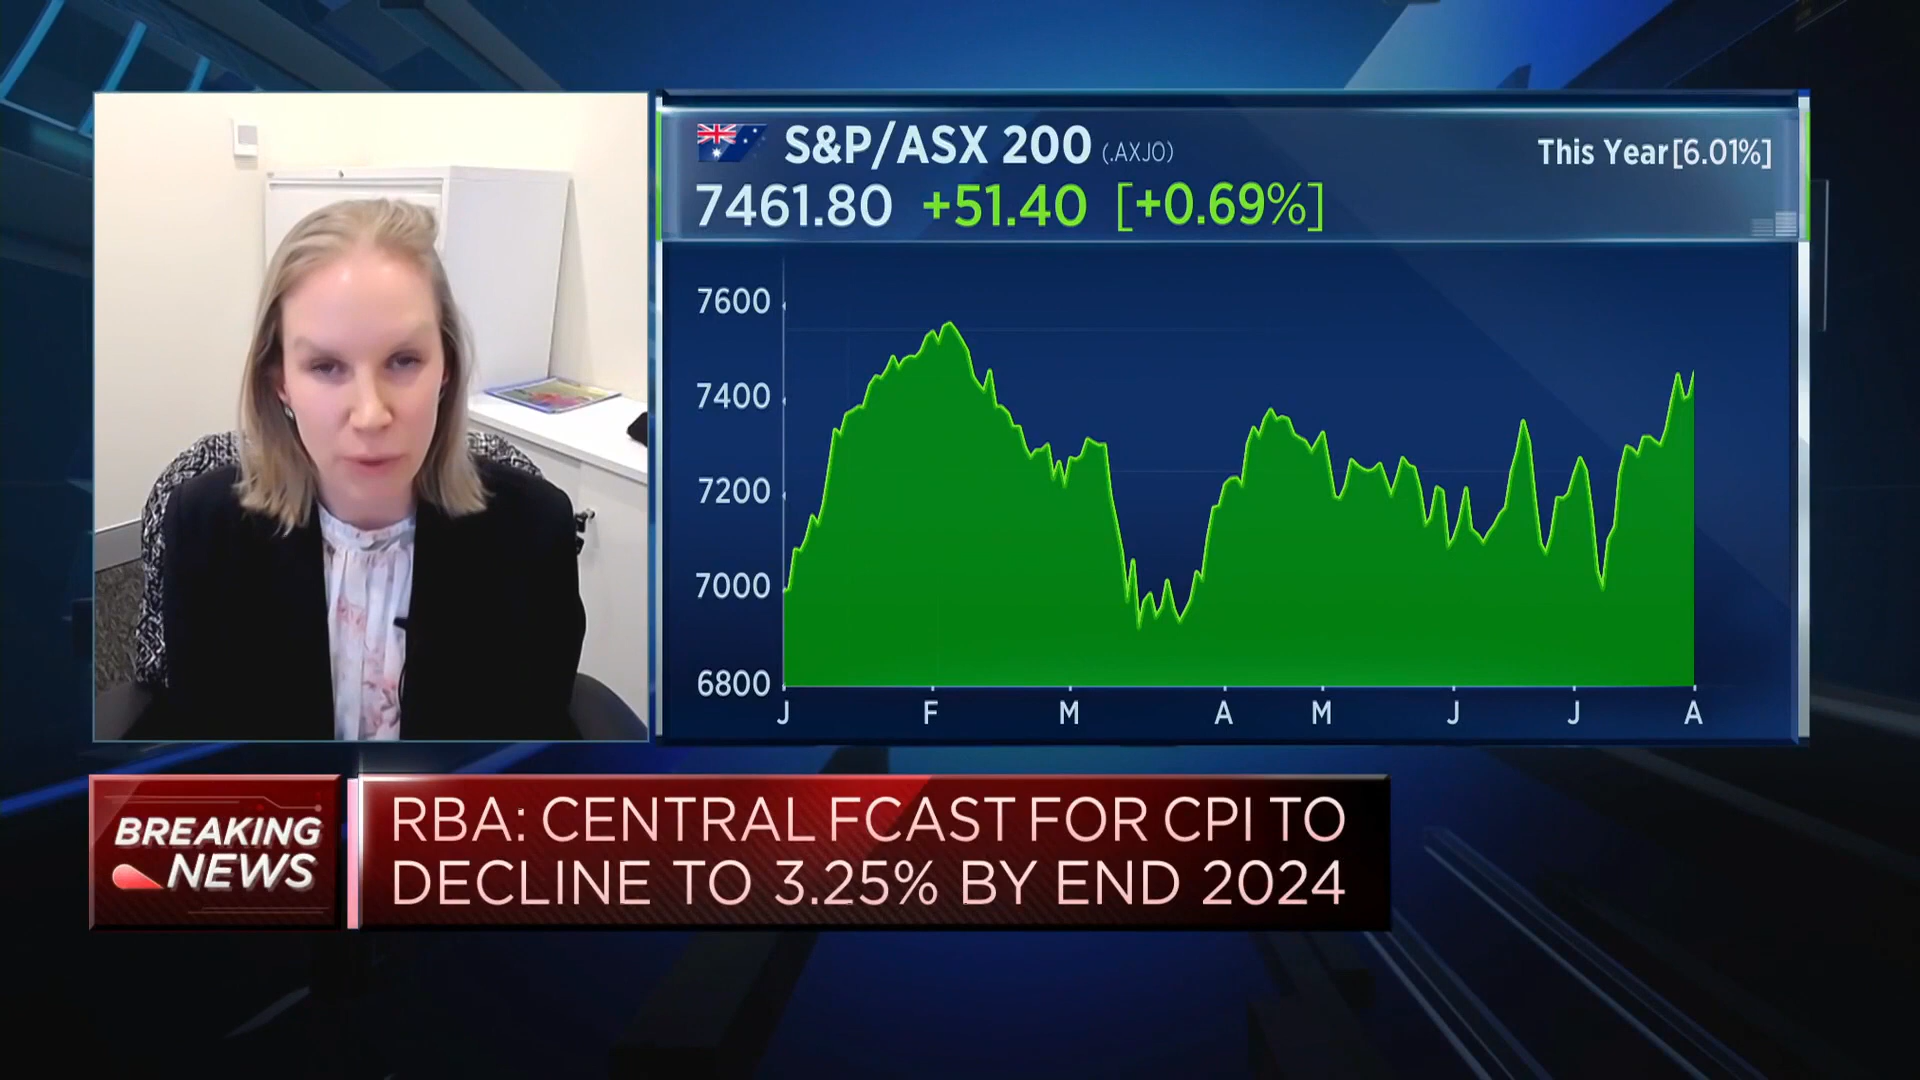 S&P/ASX 200 (.AXJO)
This Year[6.01%]
7461.80 +51.40 [+0.69%]
7600
7400
7200
7000
6800
J F M A M J J A
BREAKING
NEWS
RBA: CENTRAL FCAST FOR CPI TO
DECLINE TO 3.25% BY END 2024